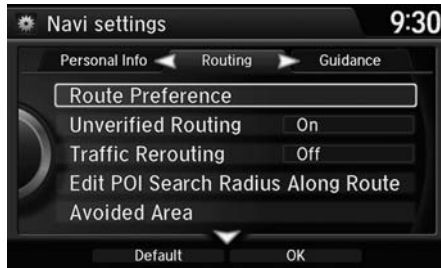 Navi settings 9:30
Personal Info Routing Guidance
Route Preference
Unverified Routing On
Traffic Rerouting Off
Edit POI Search Radius Along Route
Avoided Area
Default OK